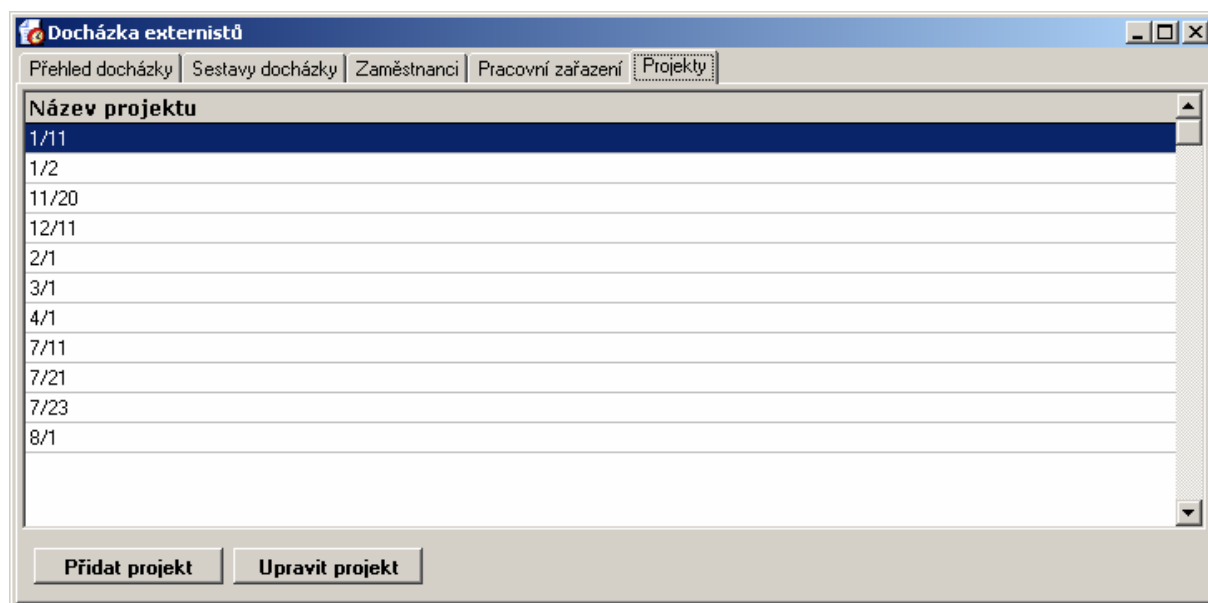 Docházka externistů
Přehled docházky Sestavy docházky Zaměstnanci Pracovní zařazení Projekty
Název projektu
1/11
1/2
11/20
12/11
2/1
3/1
4/1
7/11
7/21
7/23
8/1
Přidat projekt Upravit projekt